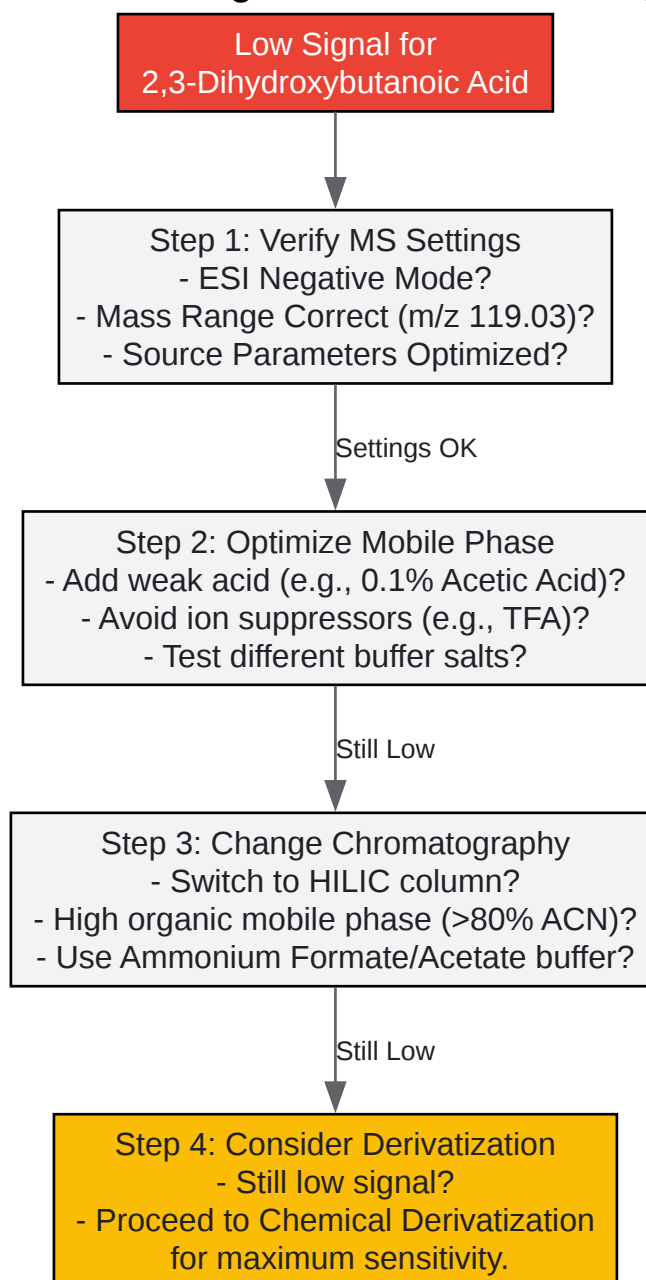 Low Signal for
2,3-Dihydroxybutanoic Acid
Step 1: Verify MS Settings
- ESI Negative Mode?
- Mass Range Correct (m/z 119.03)?
- Source Parameters Optimized?
Settings OK
Step 2: Optimize Mobile Phase
- Add weak acid (e.g., 0.1% Acetic Acid)?
- Avoid ion suppressors (e.g., TFA)?
- Test different buffer salts?
Still Low
Step 3: Change Chromatography
- Switch to HILIC column?
- High organic mobile phase (>80% ACN)?
- Use Ammonium Formate/Acetate buffer?
Still Low
Step 4: Consider Derivatization
- Still low signal?
- Proceed to Chemical Derivatization
for maximum sensitivity.